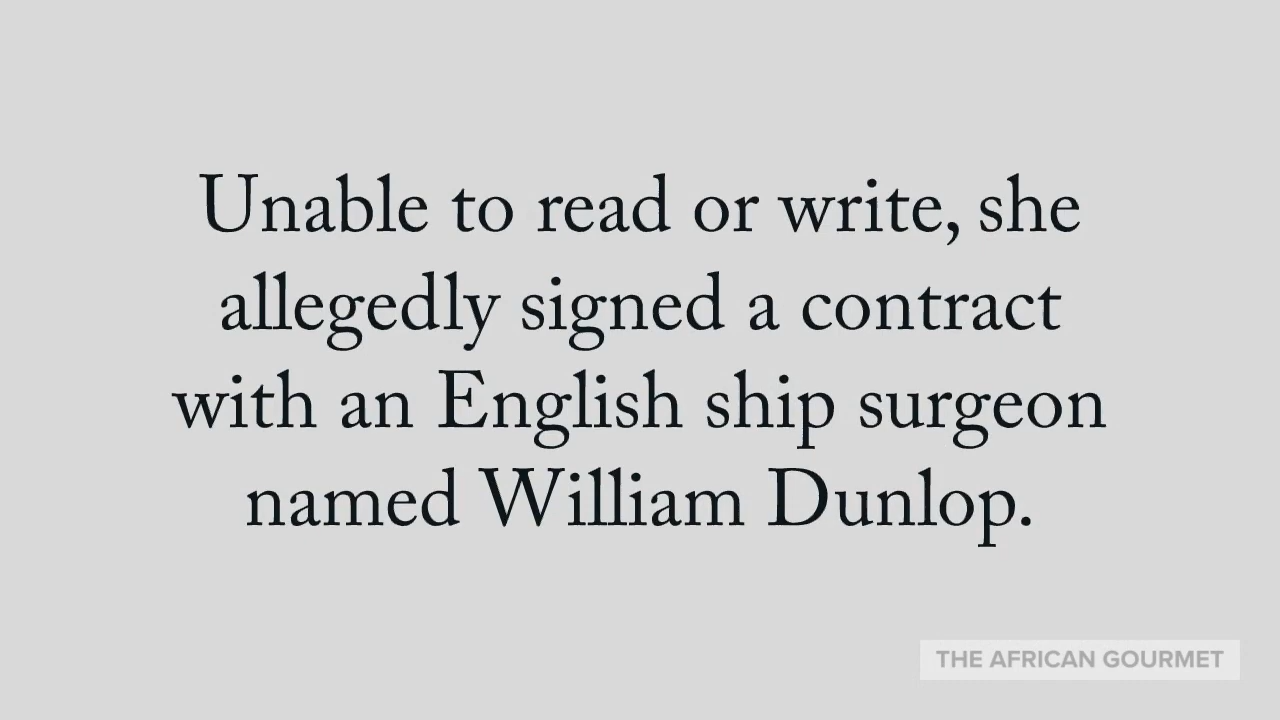 Unable to read or write, she
allegedly signed a contract
with an English ship surgeon
named William Dunlop.
THE AFRICAN GOURMET